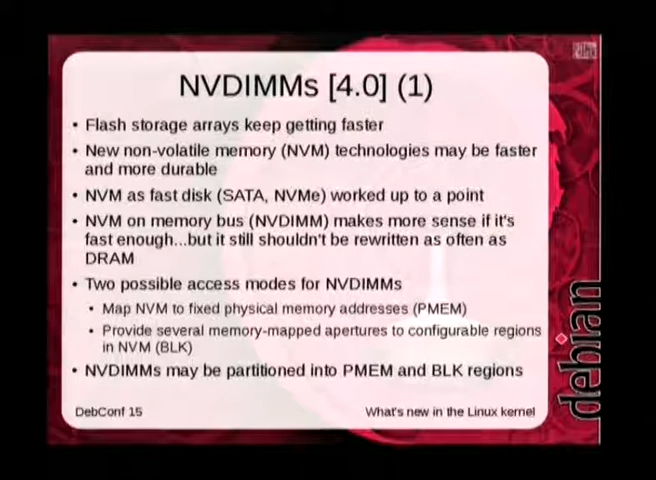 NVDIMMs [4.0] (1)
• Flash storage arrays keep getting faster
• New non-volatile memory (NVM) technologies may be faster
and more durable
• NVM as fast disk (SATA, NVMe) worked up to a point
• NVM on memory bus (NVDIMM) makes more sense if it's
fast enough...but it still shouldn't be rewritten as often as
DRAM
• Two possible access modes for NVDIMMs
• Map NVM to fixed physical memory addresses (PMEM)
• Provide several memory-mapped apertures to configurable regions
in NVM (BLK)
• NVDIMMs may be partitioned into PMEM and BLK regions
DebConf 15
What's new in the Linux kernel
debian